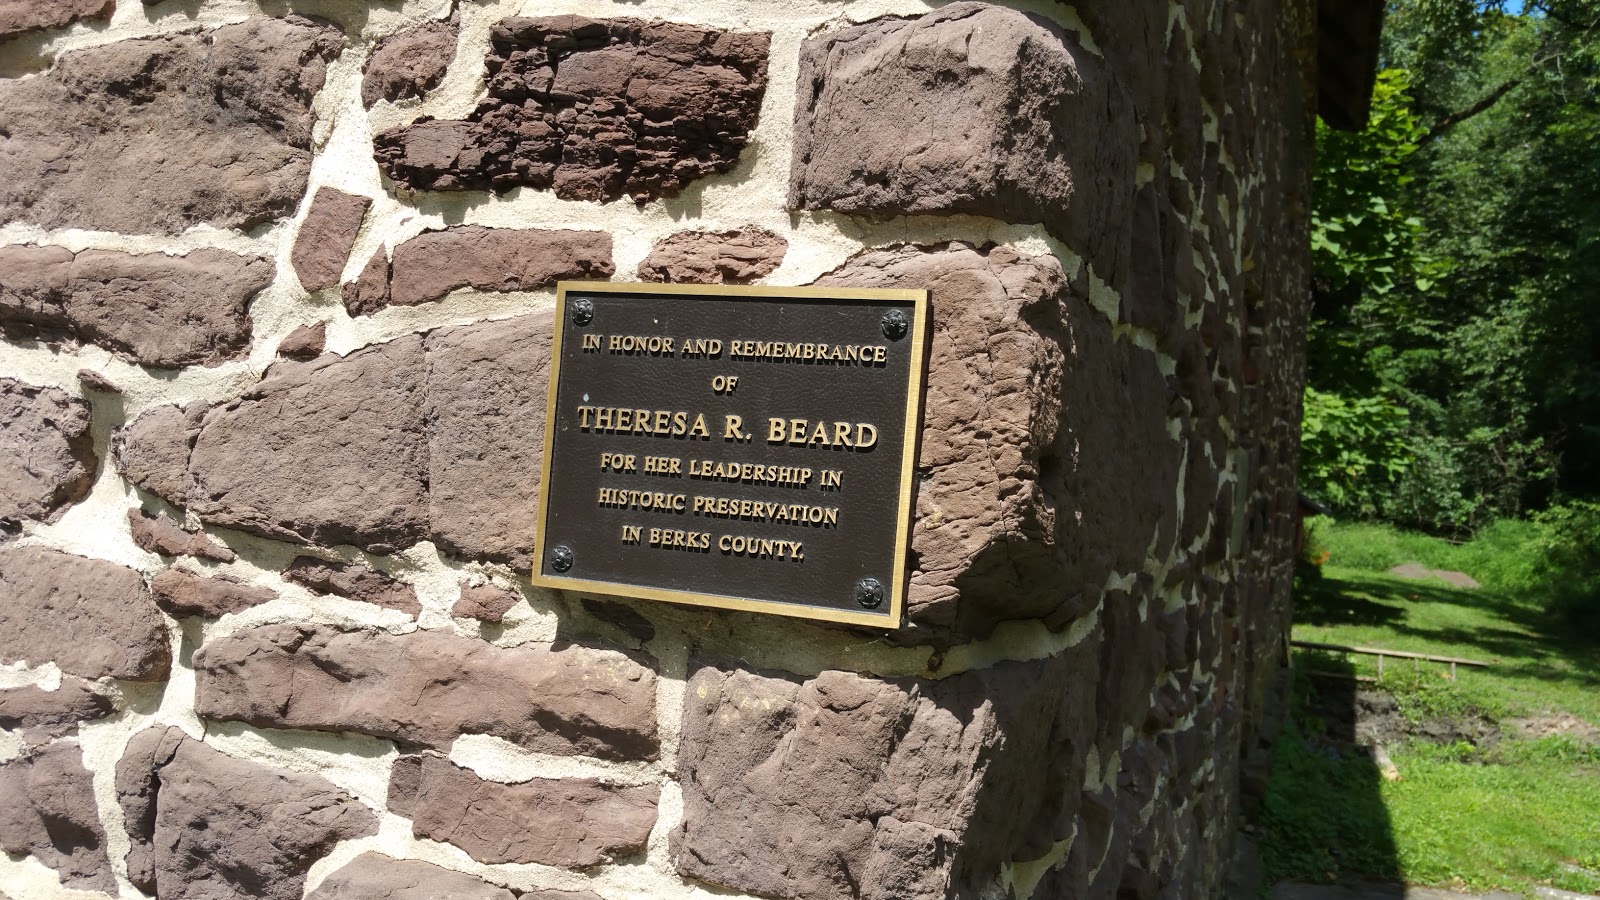 IN HONOR AND REMEMBRANCE
OF
THERESA R. BEARD
FOR HER LEADERSHIP IN
HISTORIC PRESERVATION
IN BERKS COUNTY.